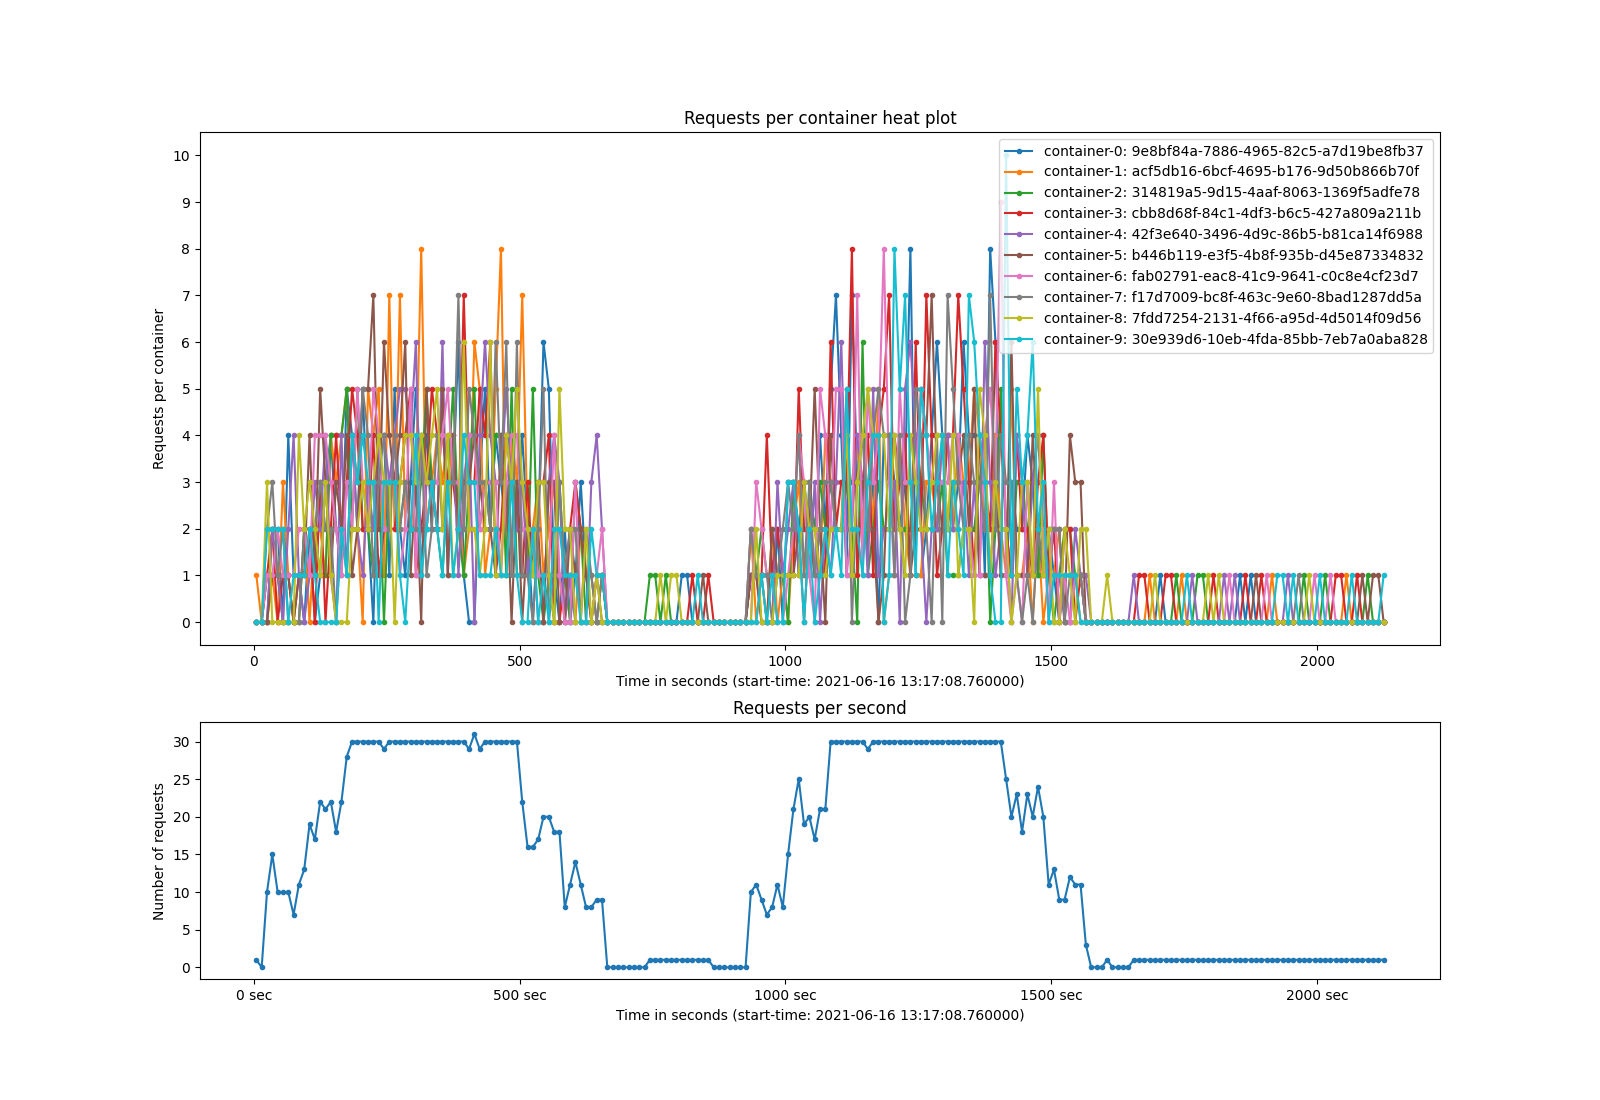 Requests per container heat plot
10
9
8
7
6
5
4
3
2
1
0
Requests per container
container-0: 9e8bf84a-7886-4965-82c5-a7d19be8fb37
container-1: acf5db16-6bcf-4695-b176-9d50b866b70f
container-2: 314819a5-9d15-4aaf-8063-1369f5adfe78
container-3: cbb8d68f-84c1-4df3-b6c5-427a809a211b
container-4: 42f3e640-3496-4d9c-86b5-b81ca14f6988
container-5: b446b119-e3f5-4b8f-935b-d45e87334832
container-6: fab02791-eac8-41c9-9641-c0c8e4cf23d7
container-7: f17d7009-bc8f-463c-9e60-8bad1287dd5a
container-8: 7fdd7254-2131-4f66-a95d-4d5014f09d56
container-9: 30e939d6-10eb-4fda-85bb-7eb7a0aba828
0 500 1000 1500 2000
Time in seconds (start-time: 2021-06-16 13:17:08.760000)
Requests per second
30
25
20
15
10
5
0
Number of requests
0 sec 500 sec 1000 sec 1500 sec 2000 sec
Time in seconds (start-time: 2021-06-16 13:17:08.760000)